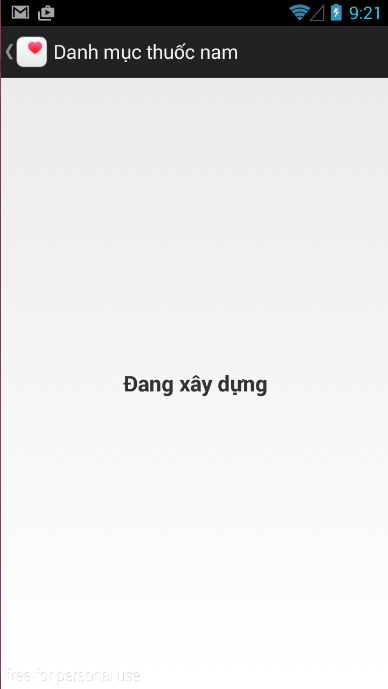 9:21
Danh mục thuốc nam
Đang xây dựng
free for personal use